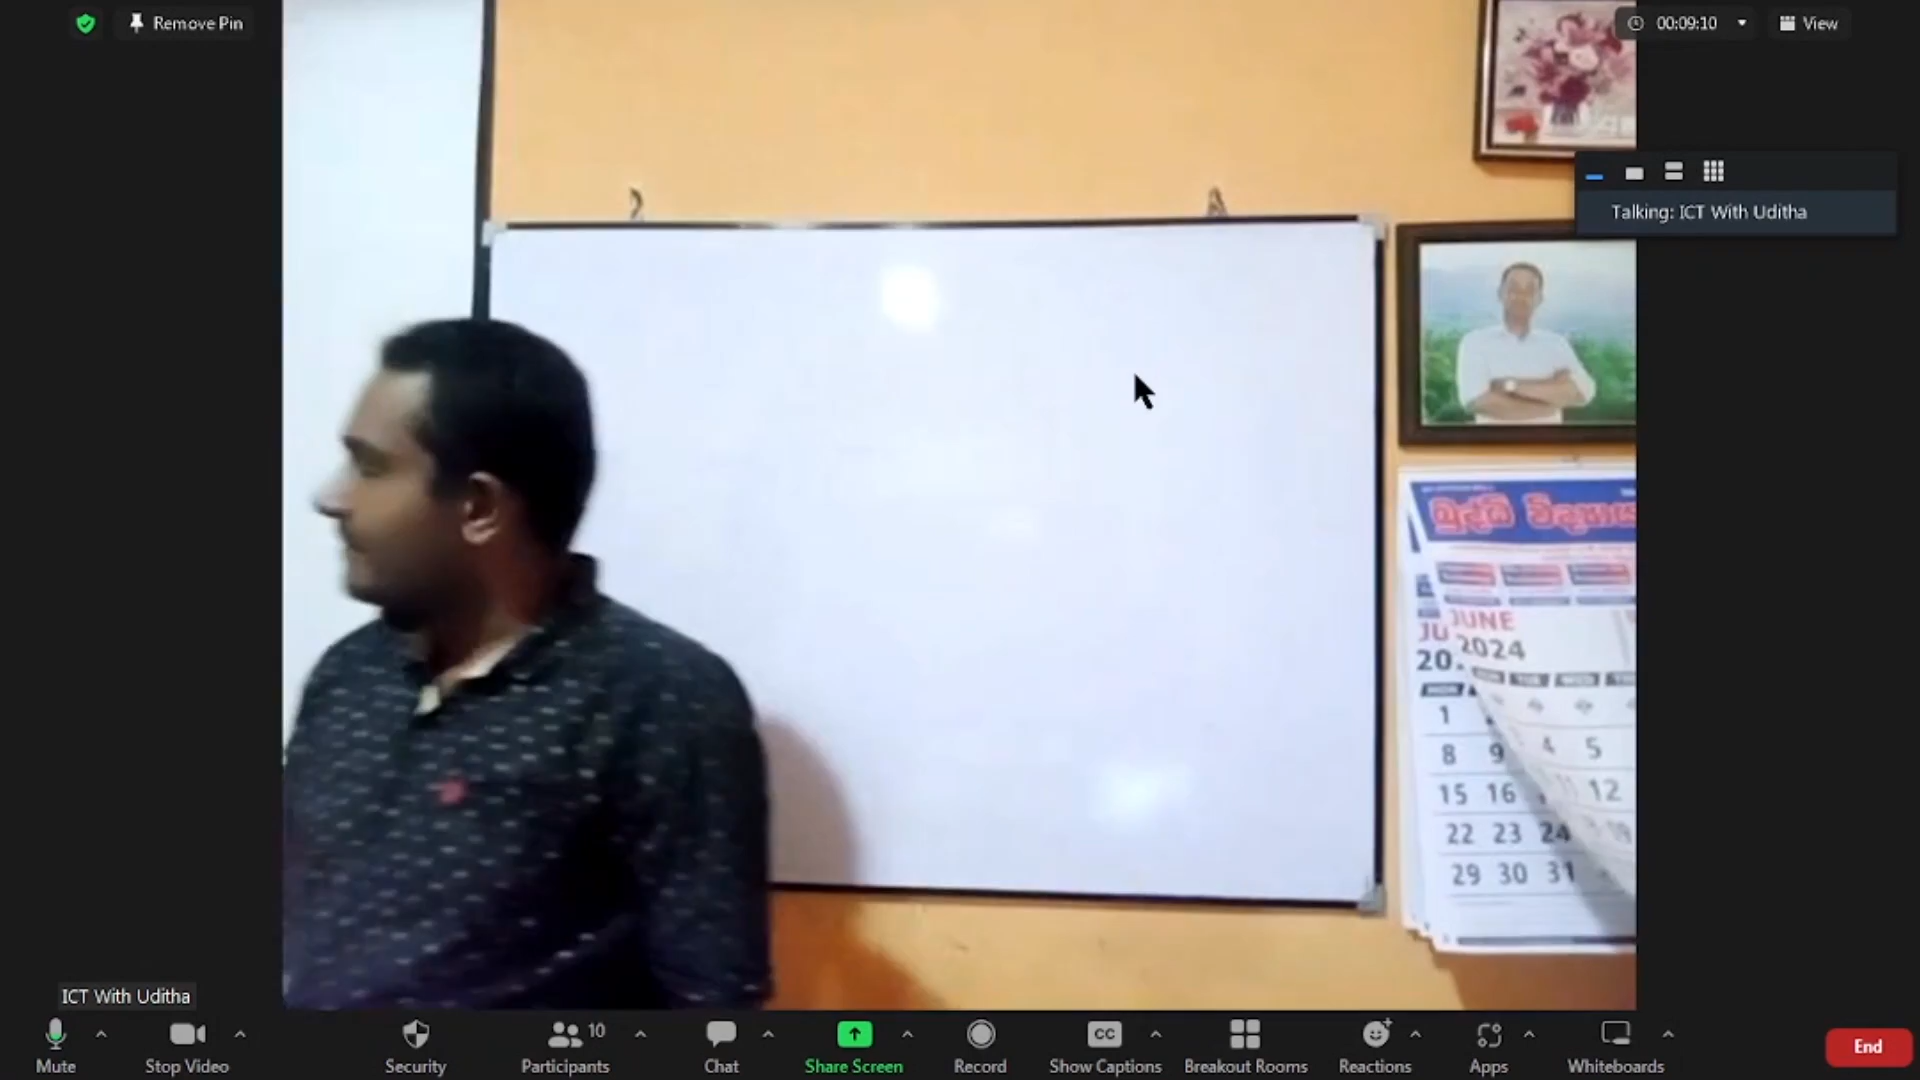 Remove Pin
00:09:10
View
Talking: ICT With Uditha
JUNE
2024
JU
20
1
8 9 4 5
15 16 12
22 23 24
29 30 31
ICT With Uditha
Mute
Stop Video
Security
Participants 10
Chat
Share Screen
Record
CC
Show Captions
Breakout Rooms
Reactions
Apps
Whiteboards
End